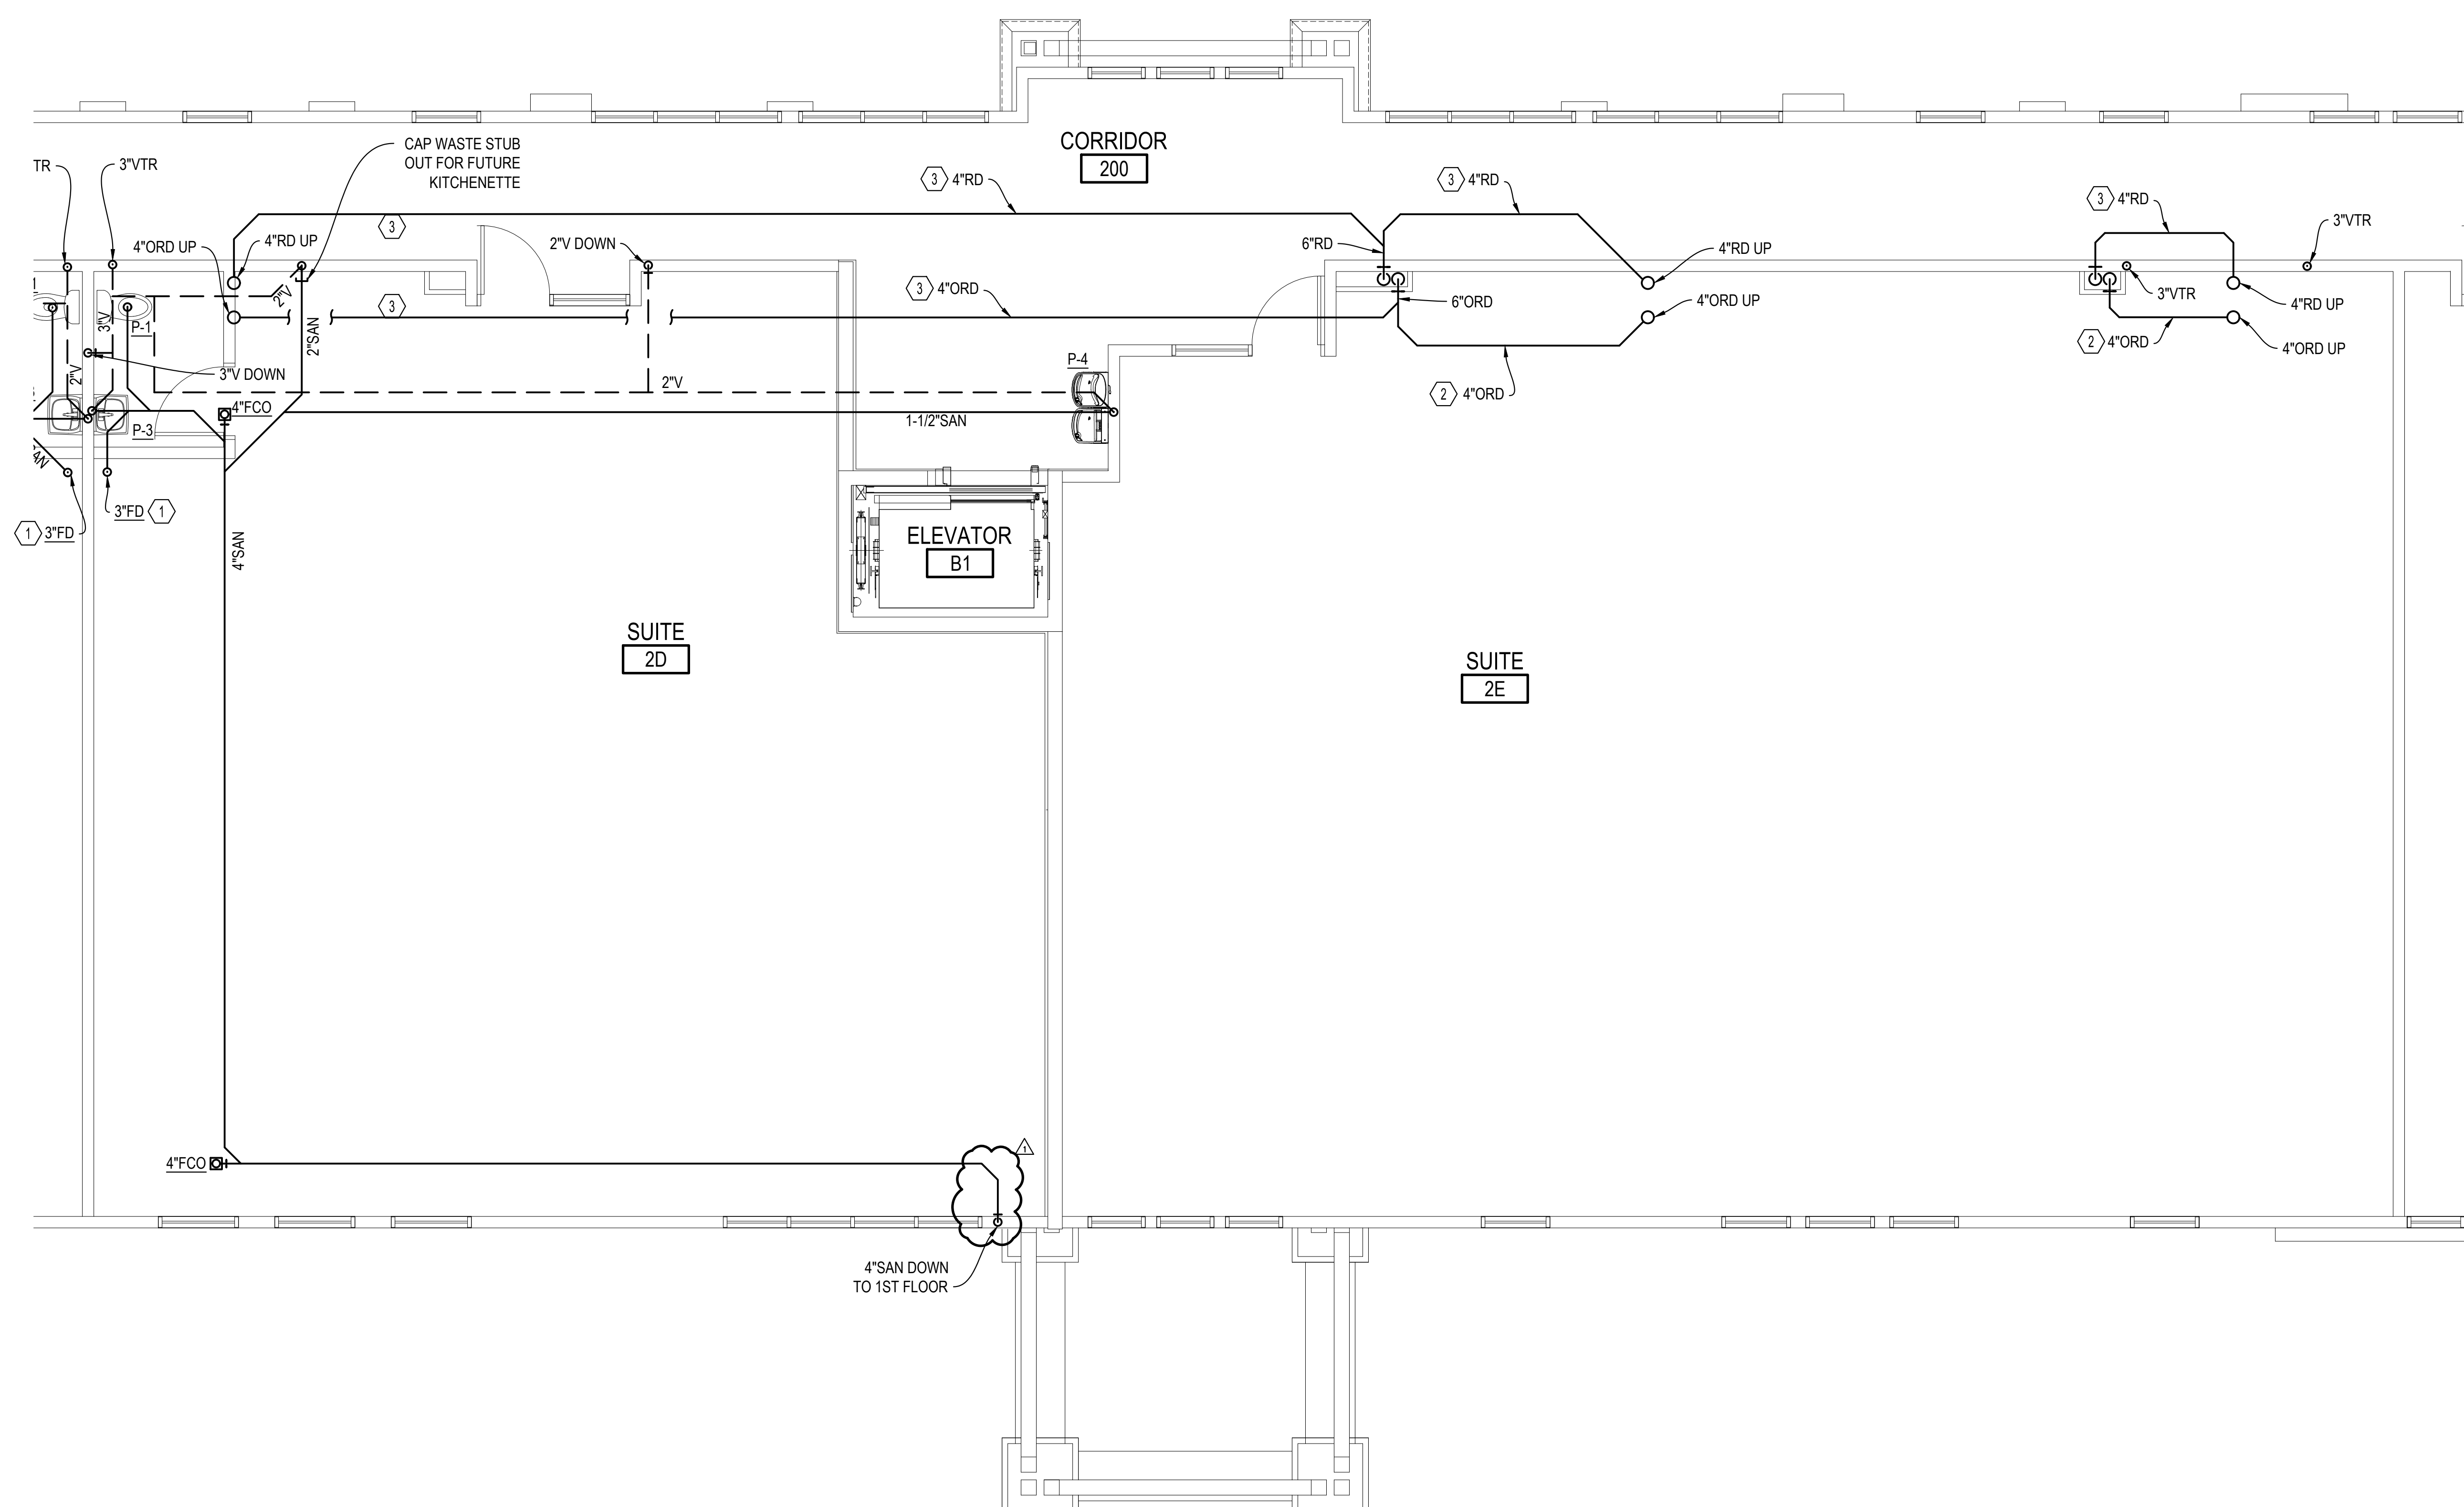 CORRIDOR
200
TR
3"VTR
CAP WASTE STUB
OUT FOR FUTURE
KITCHENETTE
3 4"RD
3 4"RD
3 4"RD
3"VTR
3
4"ORD UP
4"RD UP
2"V DOWN
6"RD
4"RD UP
3
2"V
3 4"ORD
6"ORD
4"ORD UP
3"VTR
4"RD UP
1
P-1
3"V
2"SAN
2 4"ORD
4"ORD UP
2"V
3"V DOWN
2"V
P-4
2 4"ORD
4"FCO
1-1/2"SAN
P-3
3"FD 1
1 3"FD
4"SAN
ELEVATOR
B1
SUITE
2D
SUITE
2E
1
4"FCO
4"SAN DOWN
TO 1ST FLOOR